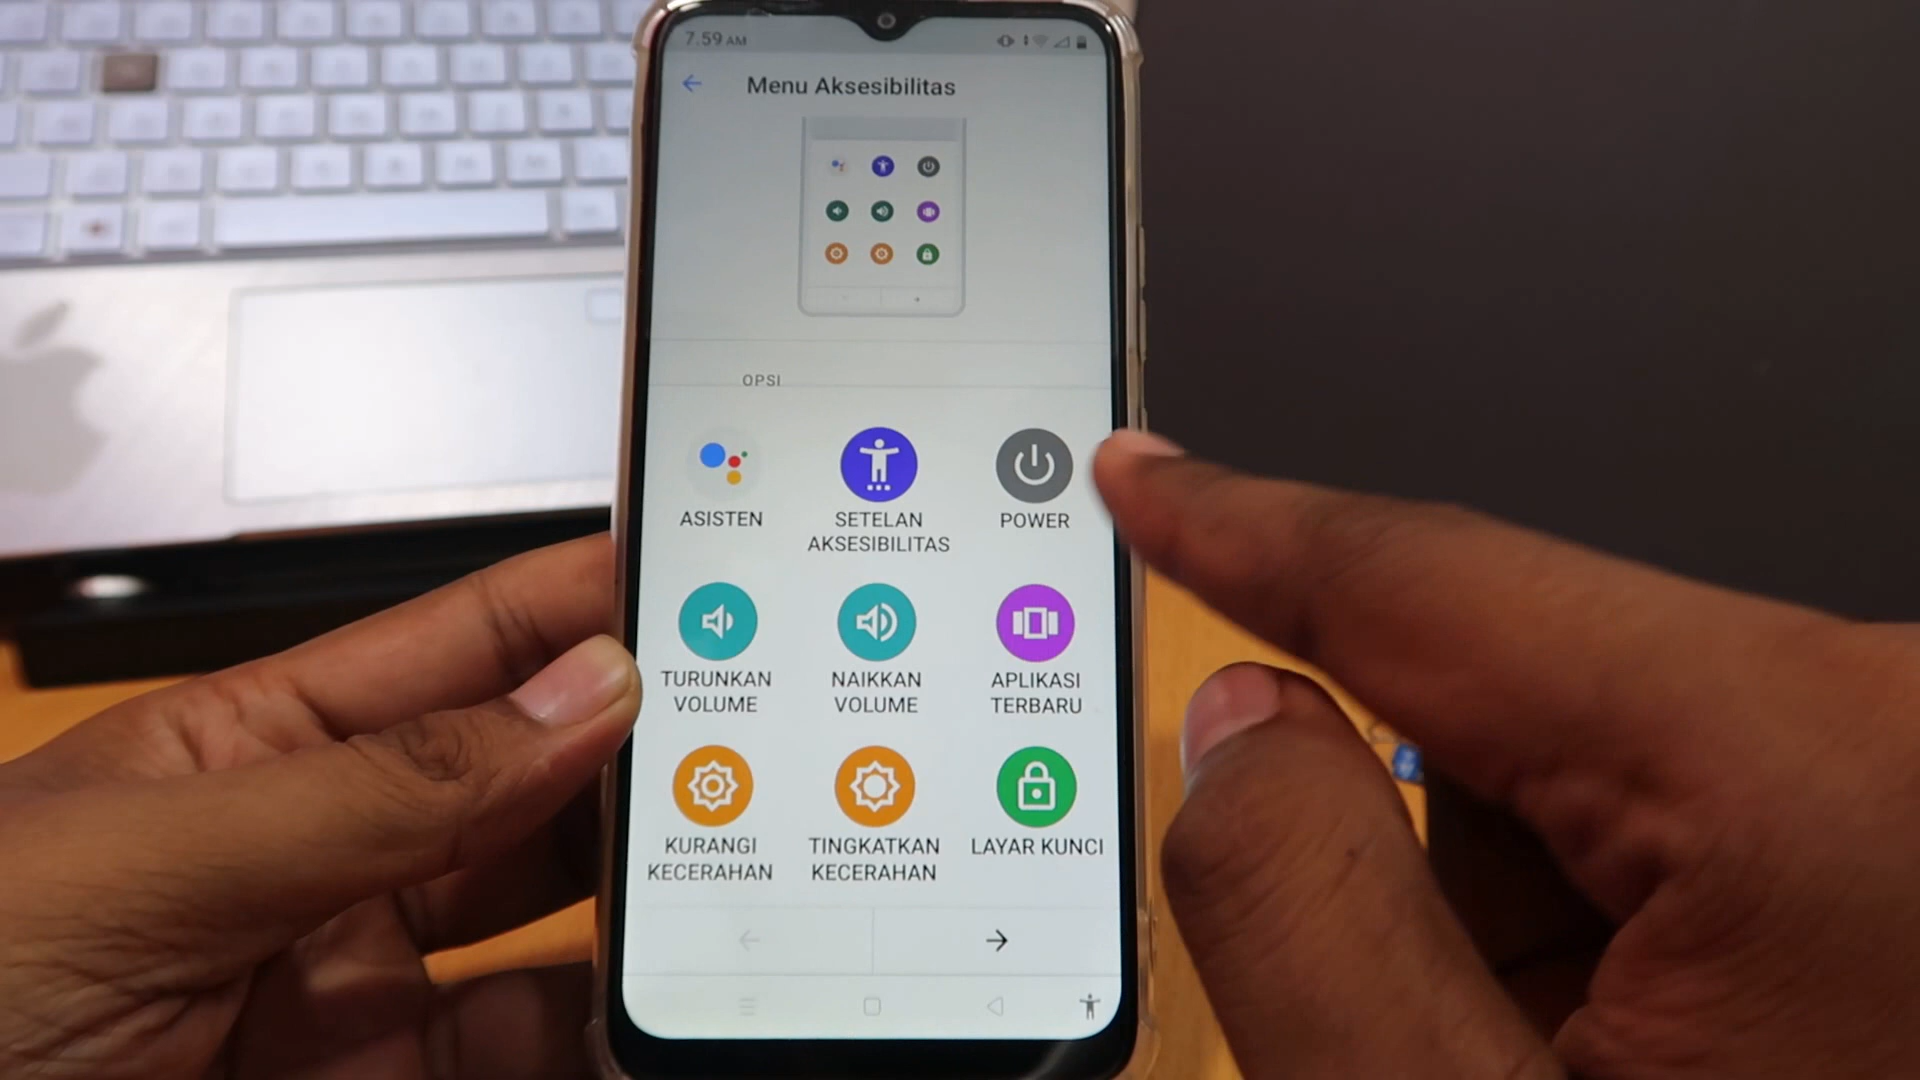 7.59 AM
Menu Aksesibilitas
OPSI
ASISTEN
SETELAN
AKSESIBILITAS
POWER
TURUNKAN
VOLUME
NAIKKAN
VOLUME
APLIKASI
TERBARU
KURANGI
KECERAHAN
TINGKATKAN
KECERAHAN
LAYAR KUNCI